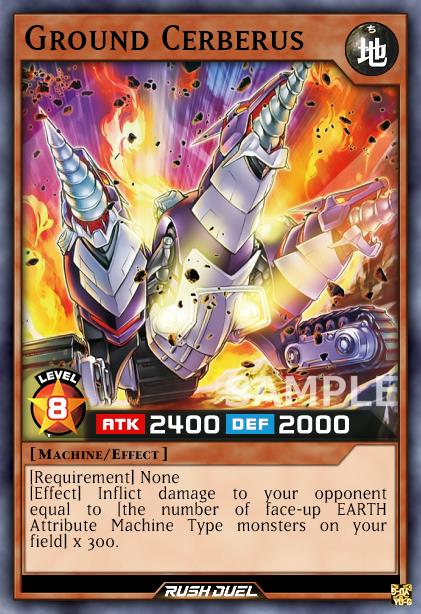 GROUND CERBERUS
ち
地
SAMPLE
LEVEL
8
ATK 2400 DEF 2000
[MACHINE/EFFECT]
[Requirement] None
[Effect] Inflict damage to your opponent
equal to [the number of face-up EARTH
Attribute Machine Type monsters on your
field] x 300.
RUSH DUEL